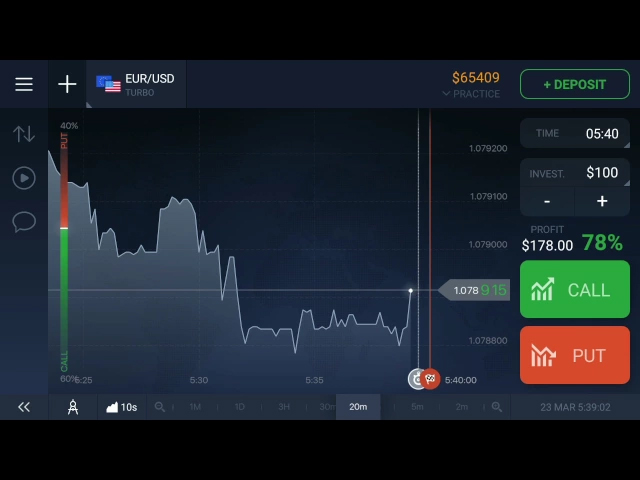 EUR/USD
TURBO
$65409
PRACTICE
+ DEPOSIT
40%
PUT
CALL
60%
1.079200
1.079100
1.079000
1.078915
1.078800
5:25
5:30
5:35
5:40:00
TIME 05:40
INVEST. $100
- +
PROFIT
$178.00 78%
CALL
PUT
10s
1M 1D 3H 30m 20m 5m 2m
23 MAR 5:39:02